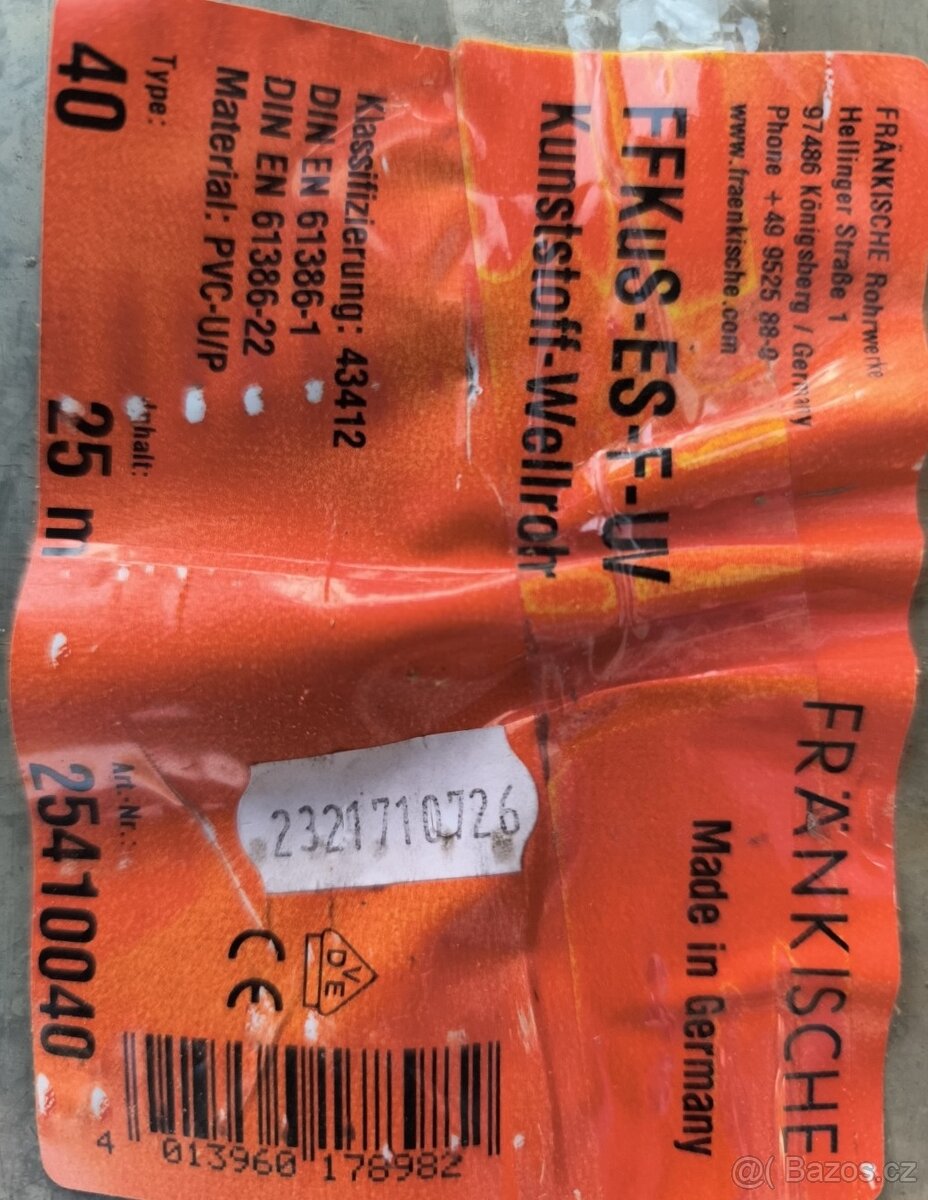 FRÄNKISCHE Rohrwerke
Hellinger Straße 1
97486 Königsberg / Germany
Phone +49 9525 88-0
www.fraenkische.com
FRÄNKISCHE
Made in Germany
FFKuS-ES-F-UV
Kunststoff-Wellrohr
Klassifizierung: 43412
DIN EN 61386-1
DIN EN 61386-22
Material: PVC-U/P
2321710726
DVE
CE
Type:
40
Inhalt:
25 m
Art.-Nr.:
25410040
4 013960 178982
@( Bazos.cz